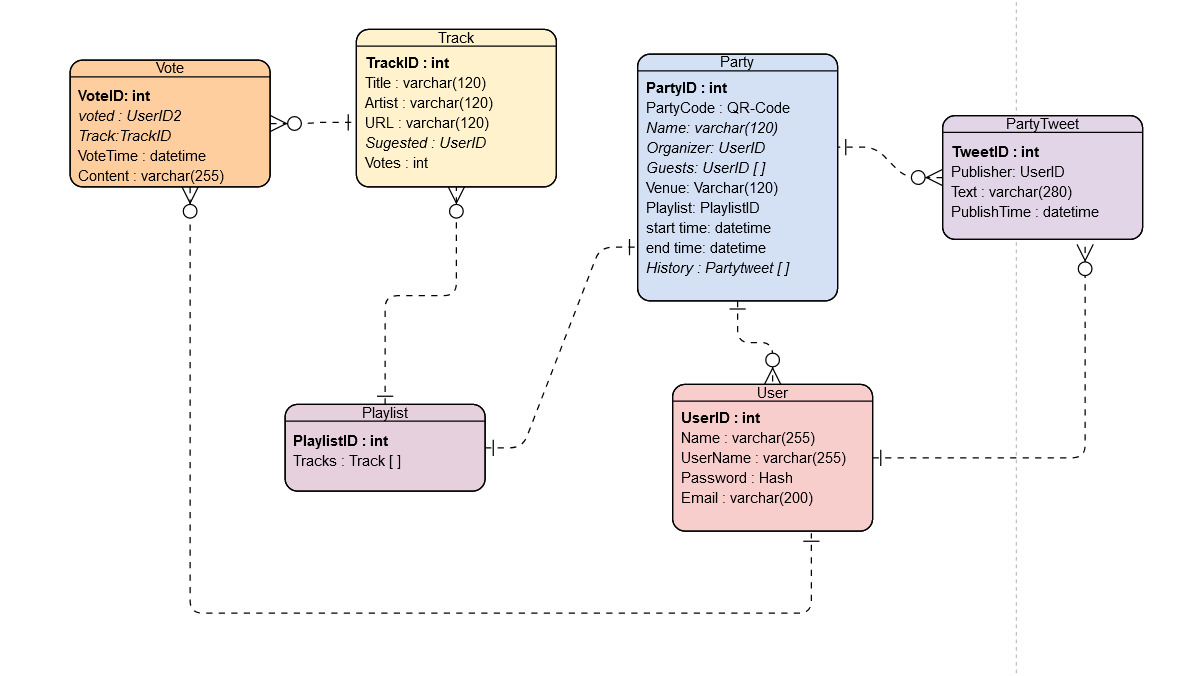 Vote
VoteID: int
voted : UserID2
Track:TrackID
VoteTime : datetime
Content : varchar(255)
Track
TrackID : int
Title : varchar(120)
Artist : varchar(120)
URL : varchar(120)
Sugested : UserID
Votes : int
Party
PartyID : int
PartyCode : QR-Code
Name: varchar(120)
Organizer: UserID
Guests: UserID [ ]
Venue: Varchar(120)
Playlist: PlaylistID
start time: datetime
end time: datetime
History : Partytweet [ ]
PartyTweet
TweetID : int
Publisher: UserID
Text : varchar(280)
PublishTime : datetime
Playlist
PlaylistID : int
Tracks : Track [ ]
User
UserID : int
Name : varchar(255)
UserName : varchar(255)
Password : Hash
Email : varchar(200)